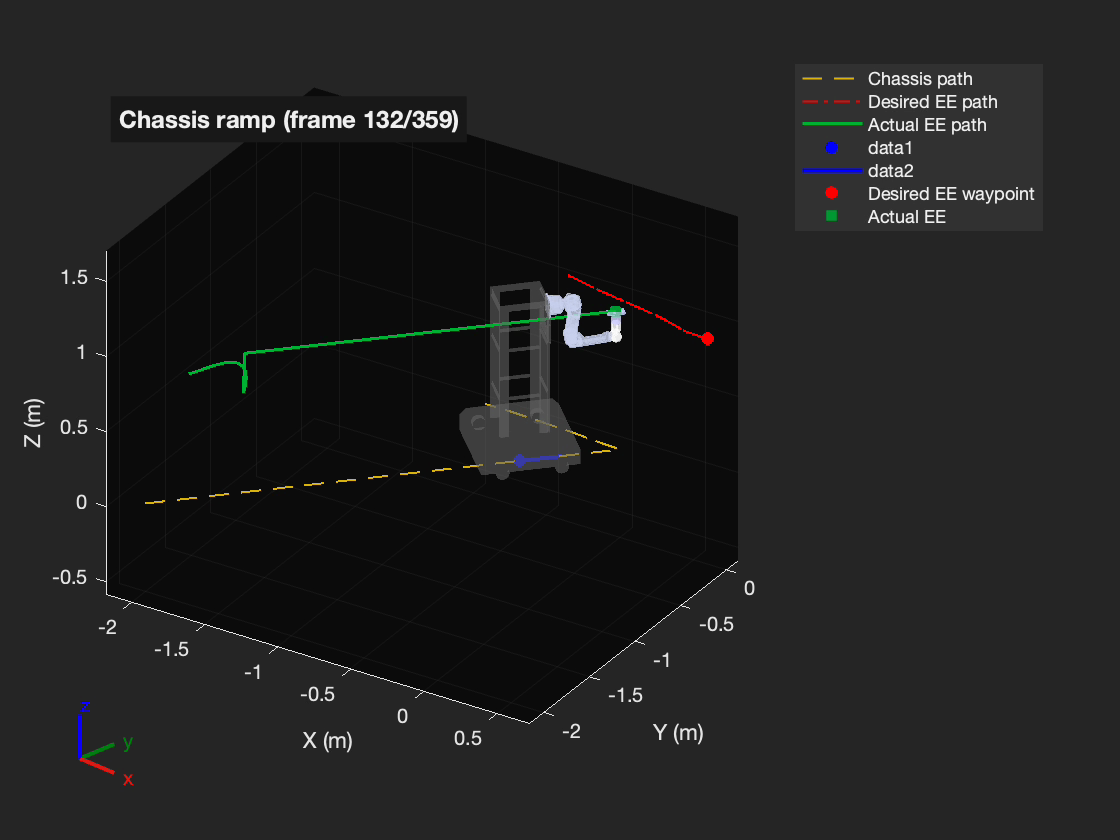 Chassis ramp (frame 132/359)
Chassis path
Desired EE path
Actual EE path
data1
data2
Desired EE waypoint
Actual EE
1.5
1
0.5
0
-0.5
Z (m)
-2
-1.5
-1
-0.5
0
0.5
X (m)
0
-0.5
-1
-1.5
-2
Y (m)
z
y
x